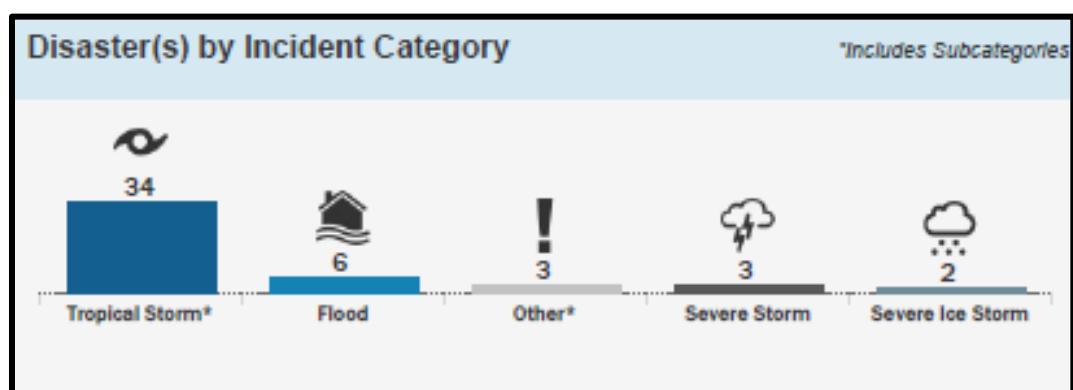 Disaster(s) by Incident Category
*Includes Subcategories
34
6
3
3
2
Tropical Storm*
Flood
Other*
Severe Storm
Severe Ice Storm